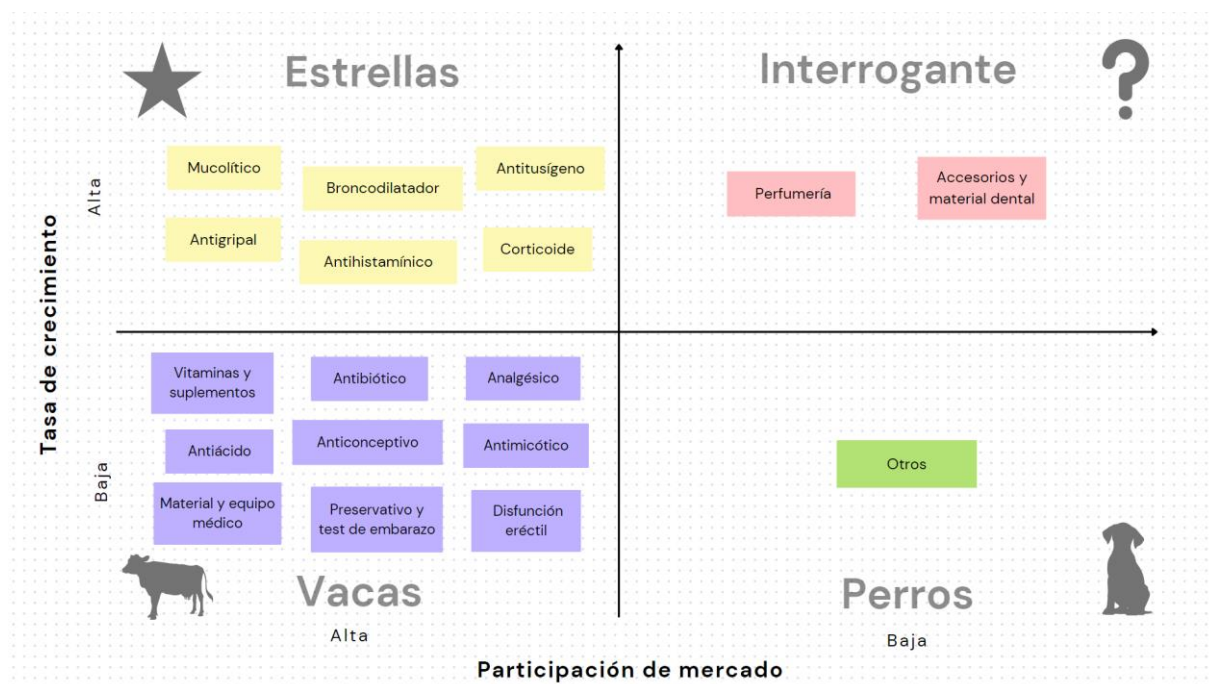 Estrellas
Interrogante
?
Mucolítico
Broncodilatador
Antitusígeno
Antigripal
Antihistamínico
Corticoide
Perfumería
Accesorios y
material dental
Alta
Tasa de crecimiento
Baja
Vitaminas y
suplementos
Antibiótico
Analgésico
Antiácido
Anticonceptivo
Antimicótico
Material y equipo
médico
Preservativo y
test de embarazo
Disfunción
eréctil
Otros
Vacas
Perros
Alta
Baja
Participación de mercado